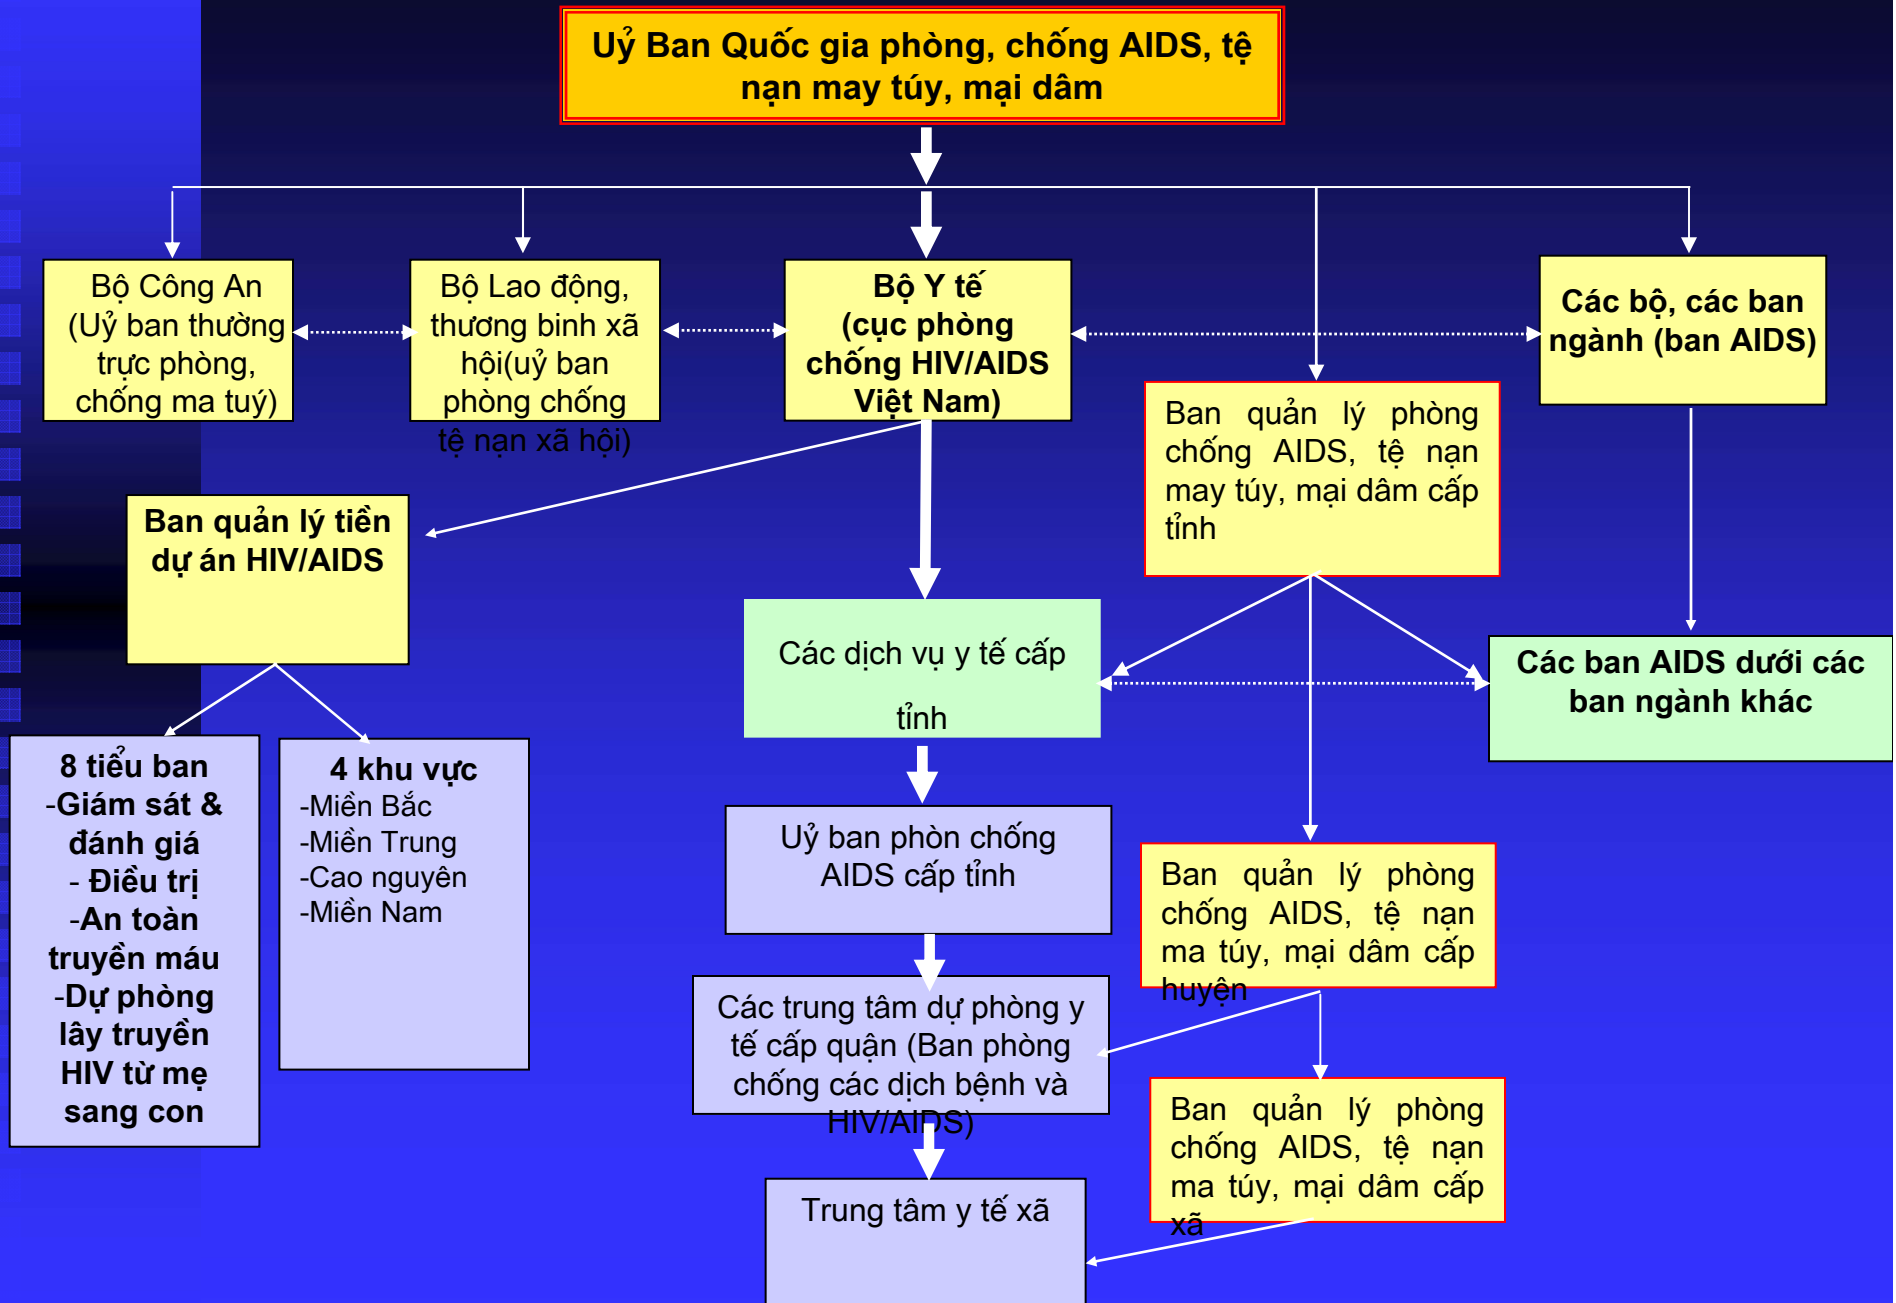 Uỷ Ban Quốc gia phòng, chống AIDS, tệ
nạn may túy, mại dâm
Bộ Công An
(Uỷ ban thường
trực phòng,
chống ma tuý)
Bộ Lao động,
thương binh xã
hội(uỷ ban
phòng chống
tệ nạn xã hội)
Bộ Y tế
(cục phòng
chống HIV/AIDS
Việt Nam)
Các bộ, các ban
ngành (ban AIDS)
Ban quản lý phòng
chống AIDS, tệ nạn
may túy, mại dâm cấp
tỉnh
Ban quản lý tiền
dự án HIV/AIDS
Các dịch vụ y tế cấp
tỉnh
Các ban AIDS dưới các
ban ngành khác
8 tiểu ban
-Giám sát &
đánh giá
- Điều trị
-An toàn
truyền máu
-Dự phòng
lây truyền
HIV từ mẹ
sang con
4 khu vực
-Miền Bắc
-Miền Trung
-Cao nguyên
-Miền Nam
Uỷ ban phòn chống
AIDS cấp tỉnh
Ban quản lý phòng
chống AIDS, tệ nạn
ma túy, mại dâm cấp
huyện
Các trung tâm dự phòng y
tế cấp quận (Ban phòng
chống các dịch bệnh và
HIV/AIDS)
Ban quản lý phòng
chống AIDS, tệ nạn
ma túy, mại dâm cấp
xã
Trung tâm y tế xã